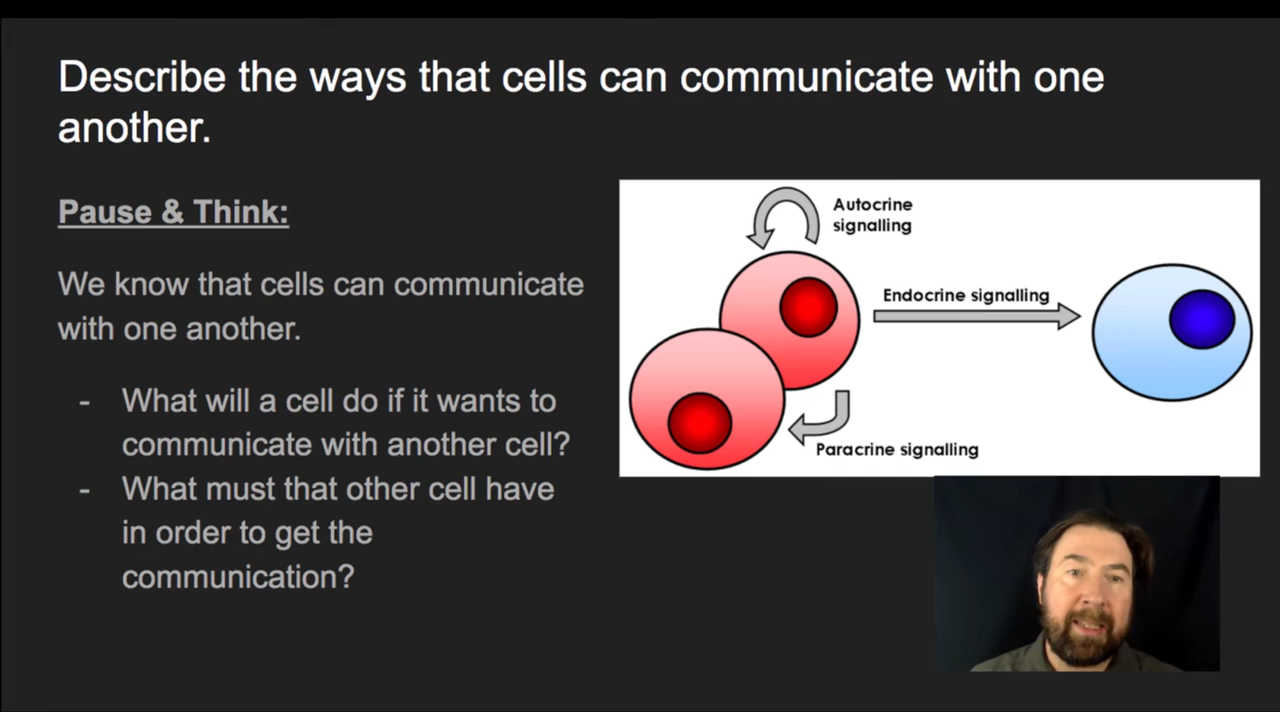 Describe the ways that cells can communicate with one
another.
Pause & Think:
We know that cells can communicate
with one another.
- What will a cell do if it wants to
communicate with another cell?
- What must that other cell have
in order to get the
communication?
Autocrine
signalling
Endocrine signalling
Paracrine signalling